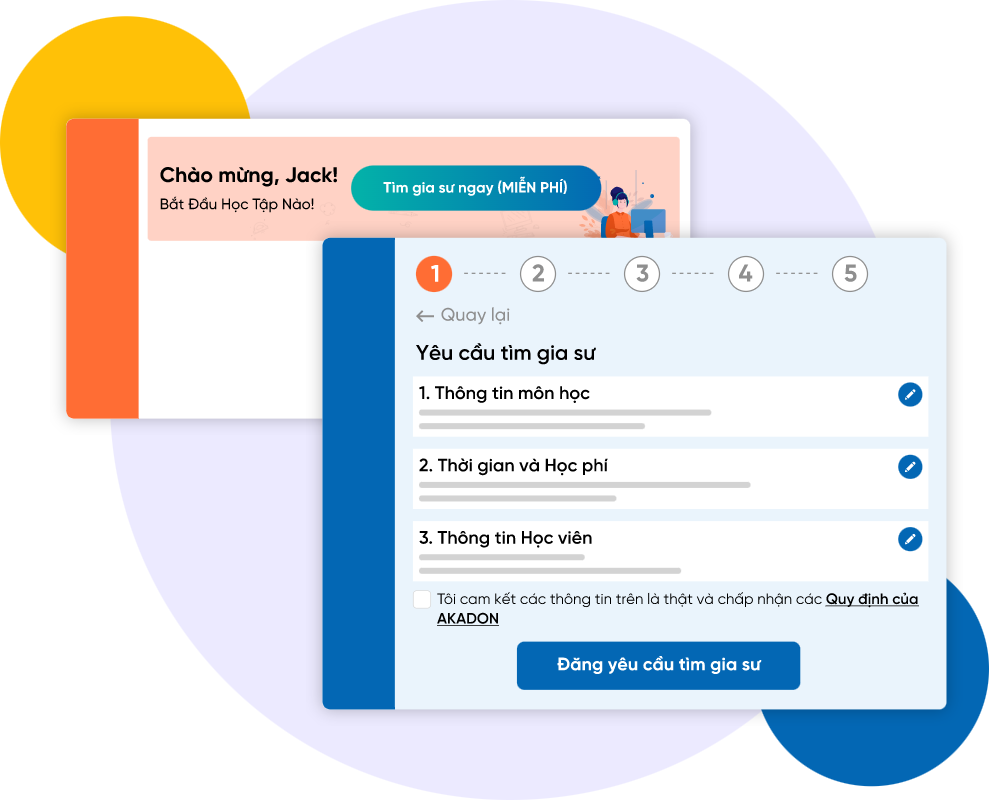 Chào mừng, Jack!
Tìm gia sư ngay (MIỄN PHÍ)
Bắt Đầu Học Tập Nào!
1 2 3 4 5
← Quay lại
Yêu cầu tìm gia sư
1. Thông tin môn học
2. Thời gian và Học phí
3. Thông tin Học viên
Tôi cam kết các thông tin trên là thật và chấp nhận các Quy định của
AKADON
Đăng yêu cầu tìm gia sư